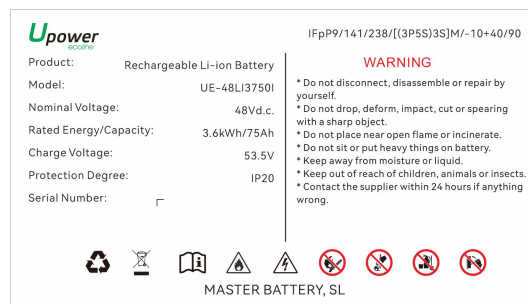 Upower
ecoline
IFpP9/141/238/[(3P5S)3S]M/-10+40/90
Product: Rechargeable Li-ion Battery
Model: UE-48LI3750I
Nominal Voltage: 48Vd.c.
Rated Energy/Capacity: 3.6kWh/75Ah
Charge Voltage: 53.5V
Protection Degree: IP20
Serial Number:
WARNING
* Do not disconnect, disassemble or repair by
yourself.
* Do not drop, deform, impact, cut or spearing
with a sharp object.
* Do not place near open flame or incinerate.
* Do not sit or put heavy things on battery.
* Keep away from moisture or liquid.
* Keep out of reach of children, animals or insects.
* Contact the supplier within 24 hours if anything
wrong.
MASTER BATTERY, SL